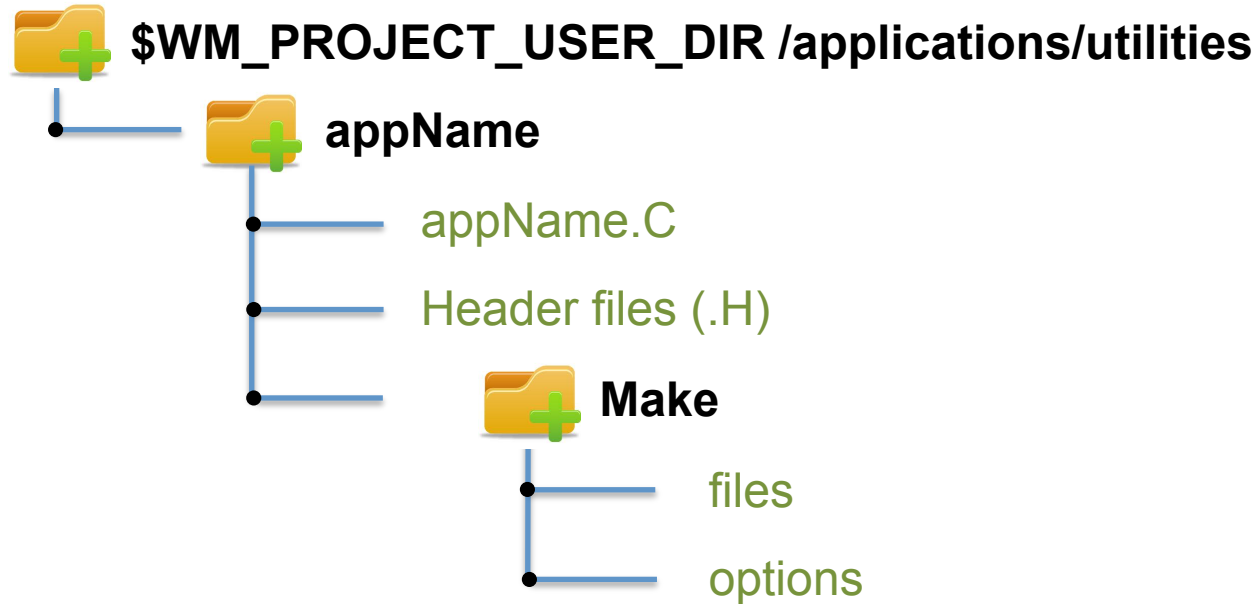 $WM_PROJECT_USER_DIR /applications/utilities
appName
appName.C
Header files (.H)
Make
files
options